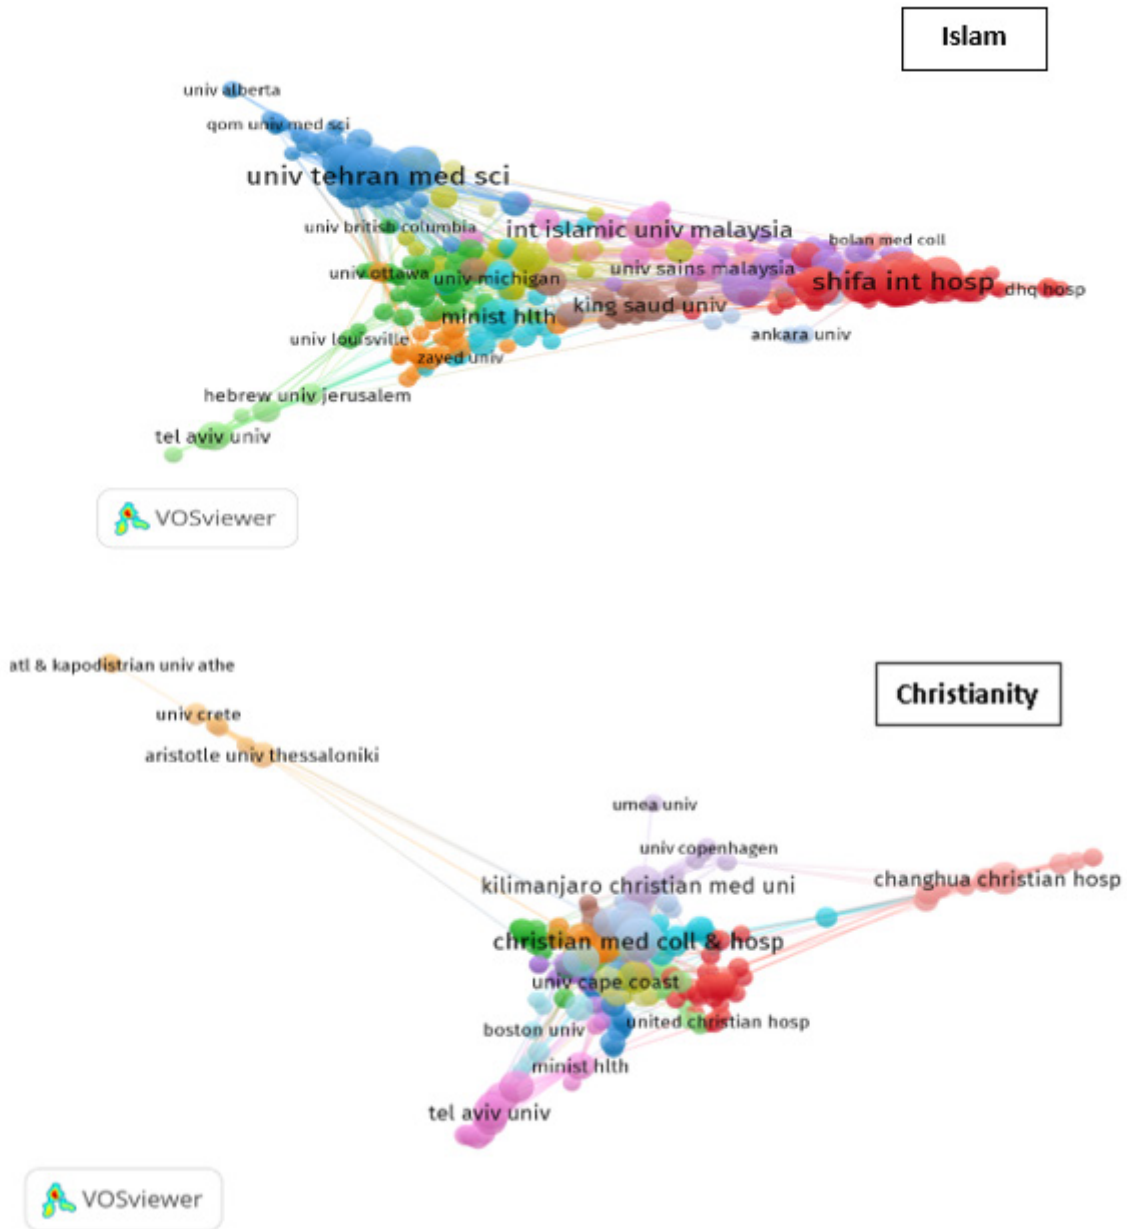 Islam
univ alberta
qom univ med sci
univ tehran med sci
univ british columbia
int islamic univ malaysia
bolan med coll
univ ottawa
univ michigan
univ sains malaysia
shifa int hosp
dhq hosp
minist hlth
king saud univ
univ louisville
zayed univ
ankara univ
hebrew univ jerusalem
tel aviv univ
VOSviewer
atl & kapodistrian univ athe
Christianity
univ crete
aristotle univ thessaloniki
umea univ
univ copenhagen
kilimanjaro christian med uni
changhua christian hosp
christian med coll & hosp
univ cape coast
boston univ
united christian hosp
minist hlth
tel aviv univ
VOSviewer